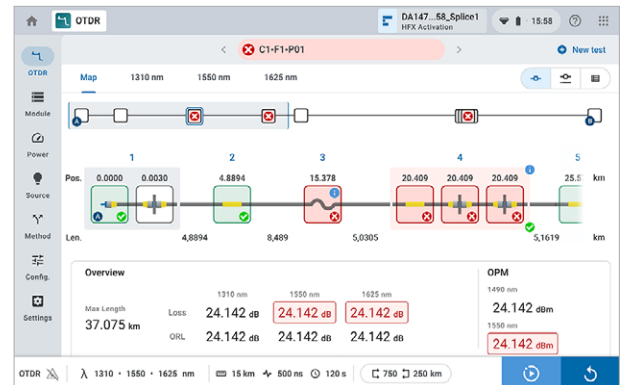 OTDR
DA147...58_Splice1
HFX Activation
15:58
C1-F1-P01
New test
OTDR
Module
Power
Source
Method
Config.
Settings
Map 1310 nm 1550 nm 1625 nm
A B
1 2 3 4 5
Pos. 0.0000 0.0030 4.8894 15.378 20.409 20.409 20.409 25.5 km
A
Len. 4,8894 8,489 5,0305 5,1619 km
Overview
1310 nm 1550 nm 1625 nm
Max Length
37.075 km
Loss 24.142 dB 24.142 dB 24.142 dB
ORL 24.142 dB 24.142 dB 24.142 dB
OPM
1490 nm
24.142 dBm
1550 nm
24.142 dBm
OTDR λ 1310 • 1550 • 1625 nm 15 km 500 ns 120 s 750 250 km